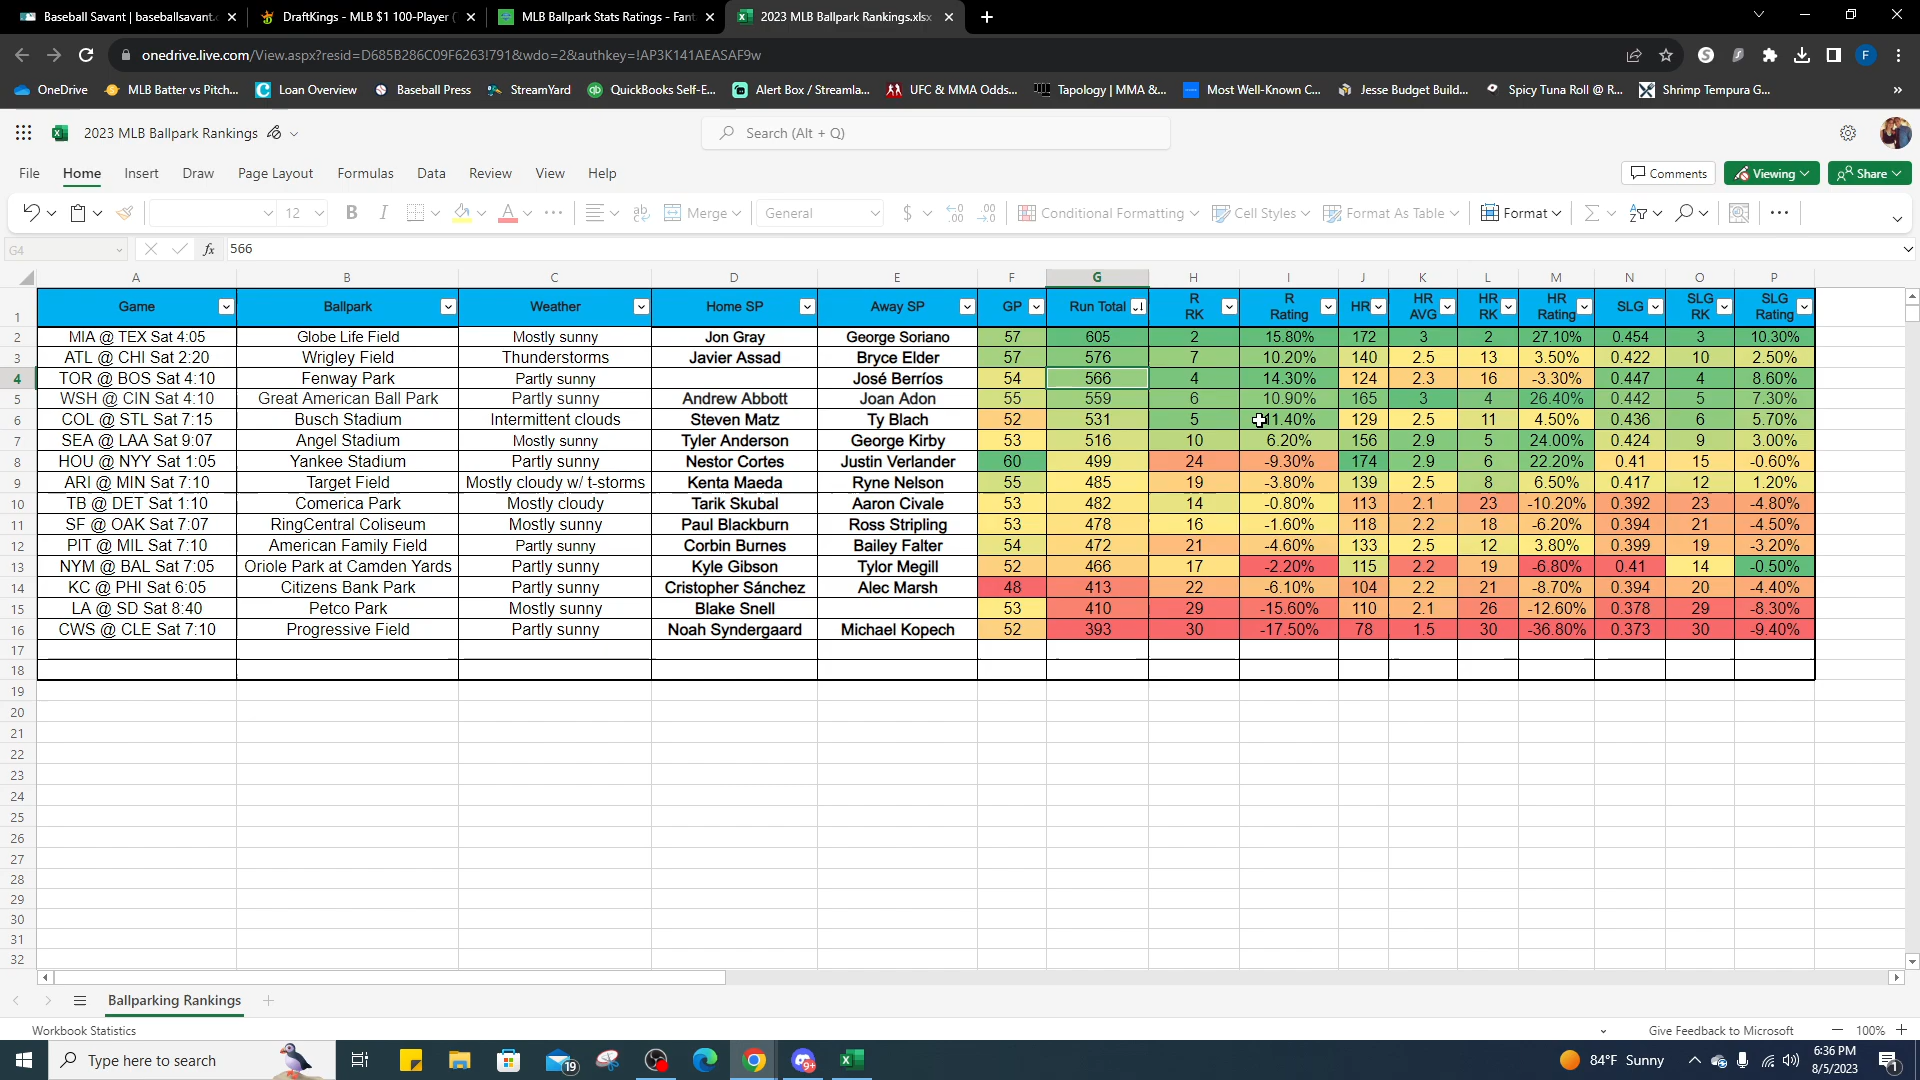 Baseball Savant | baseballsavant. DraftKings - MLB $1 100-Player ( MLB Ballpark Stats Ratings - Fant 2023 MLB Ballpark Rankings.xlsx
onedrive.live.com/View.aspx?resid=D685B286C09F6263!791&wdo=2&authkey=!AP3K141AEASAF9w
OneDrive MLB Batter vs Pitch... Loan Overview Baseball Press StreamYard QuickBooks Self-E... Alert Box / Streamla... UFC & MMA Odds... Tapology | MMA &... Most Well-Known C... Jesse Budget Build... Spicy Tuna Roll @ R... Shrimp Tempura G... »
2023 MLB Ballpark Rankings Search (Alt + Q)
File Home Insert Draw Page Layout Formulas Data Review View Help Comments Viewing Share
12 B I A Merge General $ Conditional Formatting Cell Styles Format As Table Format
G4 fx 566
A B C D E F G H I J K L M N O P
1 Game Ballpark Weather Home SP Away SP GP Run Total R RK R Rating HR HR AVG HR RK HR Rating SLG SLG RK SLG Rating
2 MIA @ TEX Sat 4:05 Globe Life Field Mostly sunny Jon Gray George Soriano 57 605 2 15.80% 172 3 2 27.10% 0.454 3 10.30%
3 ATL @ CHI Sat 2:20 Wrigley Field Thunderstorms Javier Assad Bryce Elder 57 576 7 10.20% 140 2.5 13 3.50% 0.422 10 2.50%
4 TOR @ BOS Sat 4:10 Fenway Park Partly sunny José Berríos 54 566 4 14.30% 124 2.3 16 -3.30% 0.447 4 8.60%
5 WSH @ CIN Sat 4:10 Great American Ball Park Partly sunny Andrew Abbott Joan Adon 55 559 6 10.90% 165 3 4 26.40% 0.442 5 7.30%
6 COL @ STL Sat 7:15 Busch Stadium Intermittent clouds Steven Matz Ty Blach 52 531 5 11.40% 129 2.5 11 4.50% 0.436 6 5.70%
7 SEA @ LAA Sat 9:07 Angel Stadium Mostly sunny Tyler Anderson George Kirby 53 516 10 6.20% 156 2.9 5 24.00% 0.424 9 3.00%
8 HOU @ NYY Sat 1:05 Yankee Stadium Partly sunny Nestor Cortes Justin Verlander 60 499 24 -9.30% 174 2.9 6 22.20% 0.41 15 -0.60%
9 ARI @ MIN Sat 7:10 Target Field Mostly cloudy w/ t-storms Kenta Maeda Ryne Nelson 55 485 19 -3.80% 139 2.5 8 6.50% 0.417 12 1.20%
10 TB @ DET Sat 1:10 Comerica Park Mostly cloudy Tarik Skubal Aaron Civale 53 482 14 -0.80% 113 2.1 23 -10.20% 0.392 23 -4.80%
11 SF @ OAK Sat 7:07 RingCentral Coliseum Mostly sunny Paul Blackburn Ross Stripling 53 478 16 -1.60% 118 2.2 18 -6.20% 0.394 21 -4.50%
12 PIT @ MIL Sat 7:10 American Family Field Partly sunny Corbin Burnes Bailey Falter 54 472 21 -4.60% 133 2.5 12 3.80% 0.399 19 -3.20%
13 NYM @ BAL Sat 7:05 Oriole Park at Camden Yards Partly sunny Kyle Gibson Tylor Megill 52 466 17 -2.20% 115 2.2 19 -6.80% 0.41 14 -0.50%
14 KC @ PHI Sat 6:05 Citizens Bank Park Partly sunny Cristopher Sánchez Alec Marsh 48 413 22 -6.10% 104 2.2 21 -8.70% 0.394 20 -4.40%
15 LA @ SD Sat 8:40 Petco Park Mostly sunny Blake Snell 53 410 29 -15.60% 110 2.1 26 -12.60% 0.378 29 -8.30%
16 CWS @ CLE Sat 7:10 Progressive Field Partly sunny Noah Syndergaard Michael Kopech 52 393 30 -17.50% 78 1.5 30 -36.80% 0.373 30 -9.40%
17
18
19
20
21
22
23
24
25
26
27
28
29
30
31
32
Ballparking Rankings
Workbook Statistics Give Feedback to Microsoft 100%
Type here to search 19 9+ 84°F Sunny 6:36 PM 1
8/5/2023